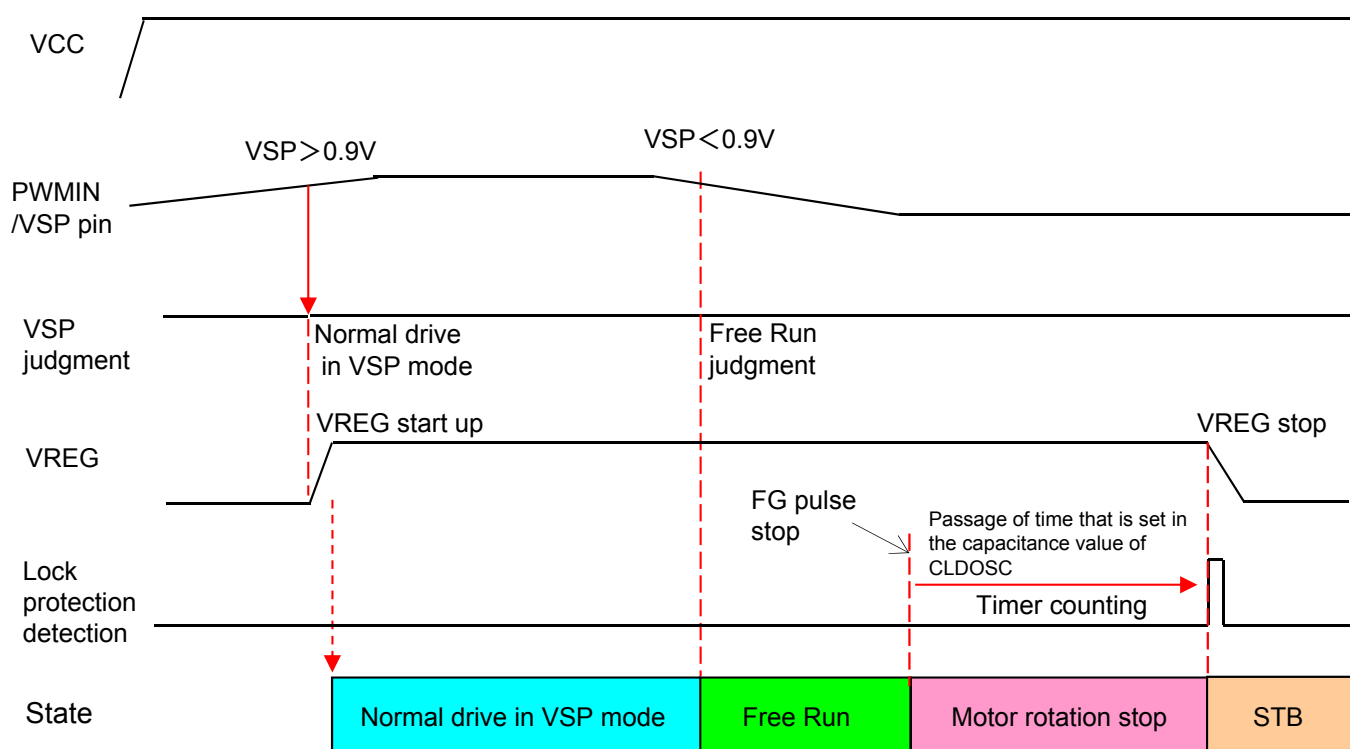 VCC
VSP＞0.9V
VSP＜0.9V
PWMIN
/VSP pin
VSP
judgment
Normal drive
in VSP mode
Free Run
judgment
VREG start up
VREG stop
VREG
FG pulse
stop
Passage of time that is set in
the capacitance value of
CLDOSC
Timer counting
Lock
protection
detection
State
Normal drive in VSP mode
Free Run
Motor rotation stop
STB